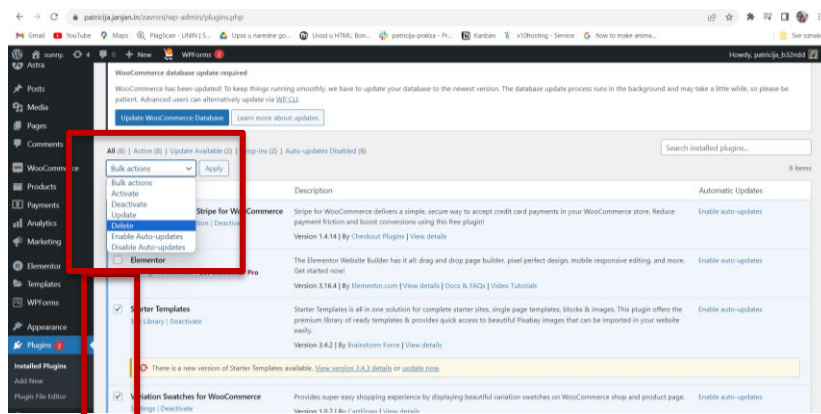 patricija.janjan.in/zavrsni/wp-admin/plugins.php
Gmail YouTube Maps PlagScan - UNIN | S... Upisi u naredne go... Uvod u HTML: Bon... patricija-praksa - Pr... Kanban x10hosting - Service how to make anima... Sve oznake
sunny. 4 0 + New WPForms 2 Howdy, patricija_b32ndd
Astra
Posts
Media
Pages
Comments
WooCommerce
Products
Payments
Analytics
Marketing
Elementor
Templates
WPForms
Appearance
Plugins 2
Installed Plugins
Add New
Plugin File Editor
WooCommerce database update required
WooCommerce has been updated! To keep things running smoothly, we have to update your database to the newest version. The database update process runs in the background and may take a little while, so please be
patient. Advanced users can alternatively update via WP CLI.
Update WooCommerce Database Learn more about updates
All (8) | Active (8) | Update Available (2) | Drop-ins (2) | Auto-updates Disabled (8)
Search installed plugins...
Bulk actions Apply 8 items
Bulk actions
Activate
Deactivate
Update
Delete
Enable Auto-updates
Disable Auto-updates
Description Automatic Updates
Stripe for WooCommerce
Deactivate
Stripe for WooCommerce delivers a simple, secure way to accept credit card payments in your WooCommerce store. Reduce
payment friction and boost conversions using this free plugin!
Version 1.4.14 | By Checkout Plugins | View details
Enable auto-updates
Elementor
Pro
The Elementor Website Builder has it all: drag and drop page builder, pixel perfect design, mobile responsive editing, and more.
Get started now!
Version 3.16.4 | By Elementor.com | View details | Docs & FAQs | Video Tutorials
Enable auto-updates
Starter Templates
Library | Deactivate
Starter Templates is all in one solution for complete starter sites, single page templates, blocks & images. This plugin offers the
premium library of ready templates & provides quick access to beautiful Pixabay images that can be imported in your website
easily.
Version 3.4.2 | By Brainstorm Force | View details
Enable auto-updates
There is a new version of Starter Templates available. View version 3.4.3 details or update now.
Variation Swatches for WooCommerce
Settings | Deactivate
Provides super easy shopping experience by displaying beautiful variation swatches on WooCommerce shop and product page.
Version 1.0.7 | By CartFlows | View details
Enable auto-updates